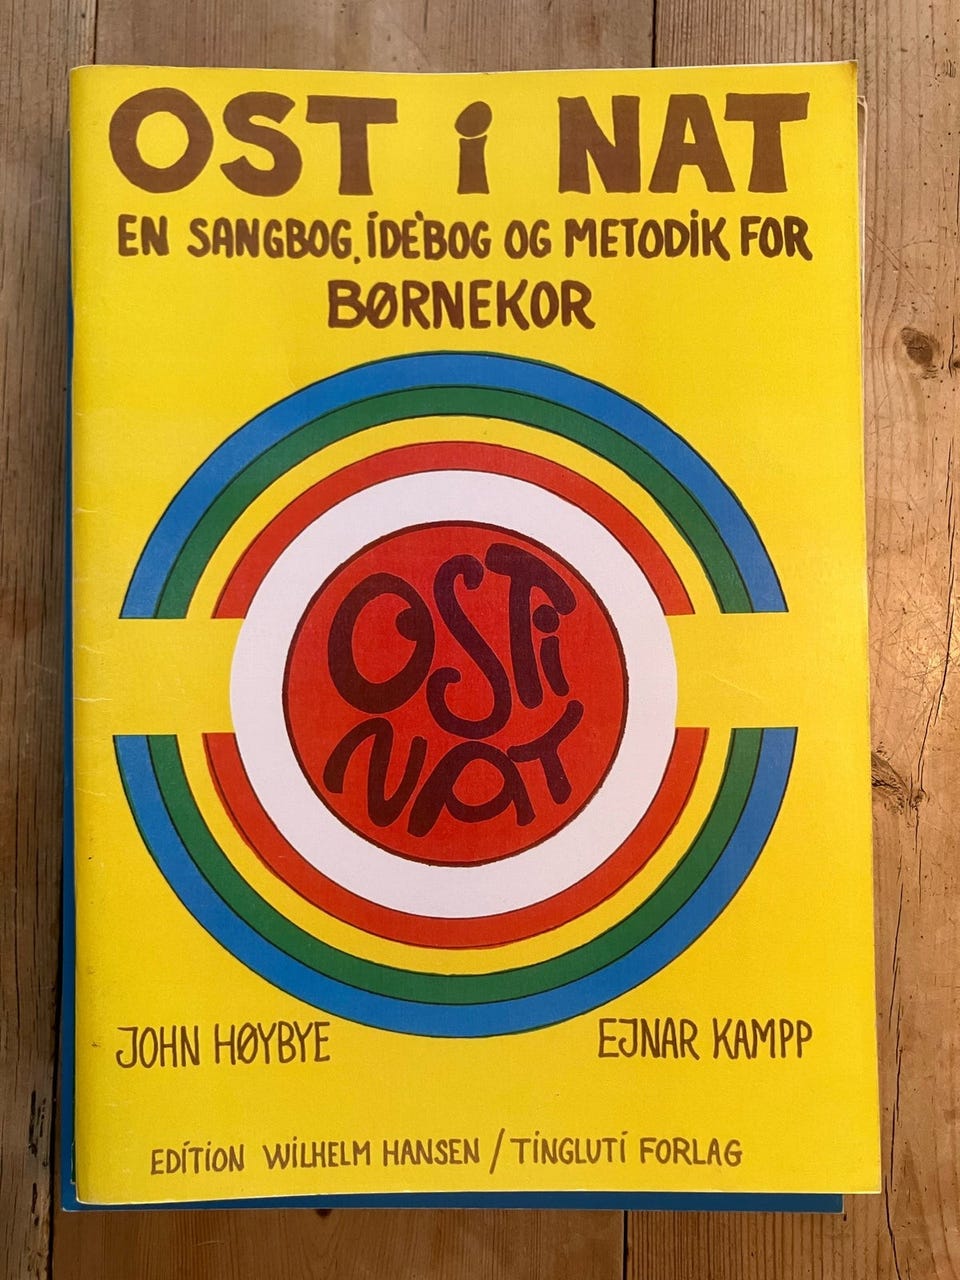 OST i NAT
EN SANGBOG, IDÈBOG OG METODIK FOR
BØRNEKOR
OST i
NAT
JOHN HØYBYE
EJNAR KAMPP
EDITION WILHELM HANSEN / TINGLUTI FORLAG